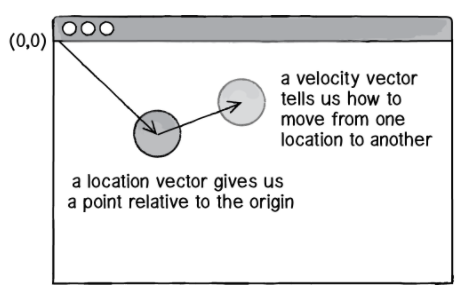 (0,0)
a velocity vector
tells us how to
move from one
location to another
a location vector gives us
a point relative to the origin